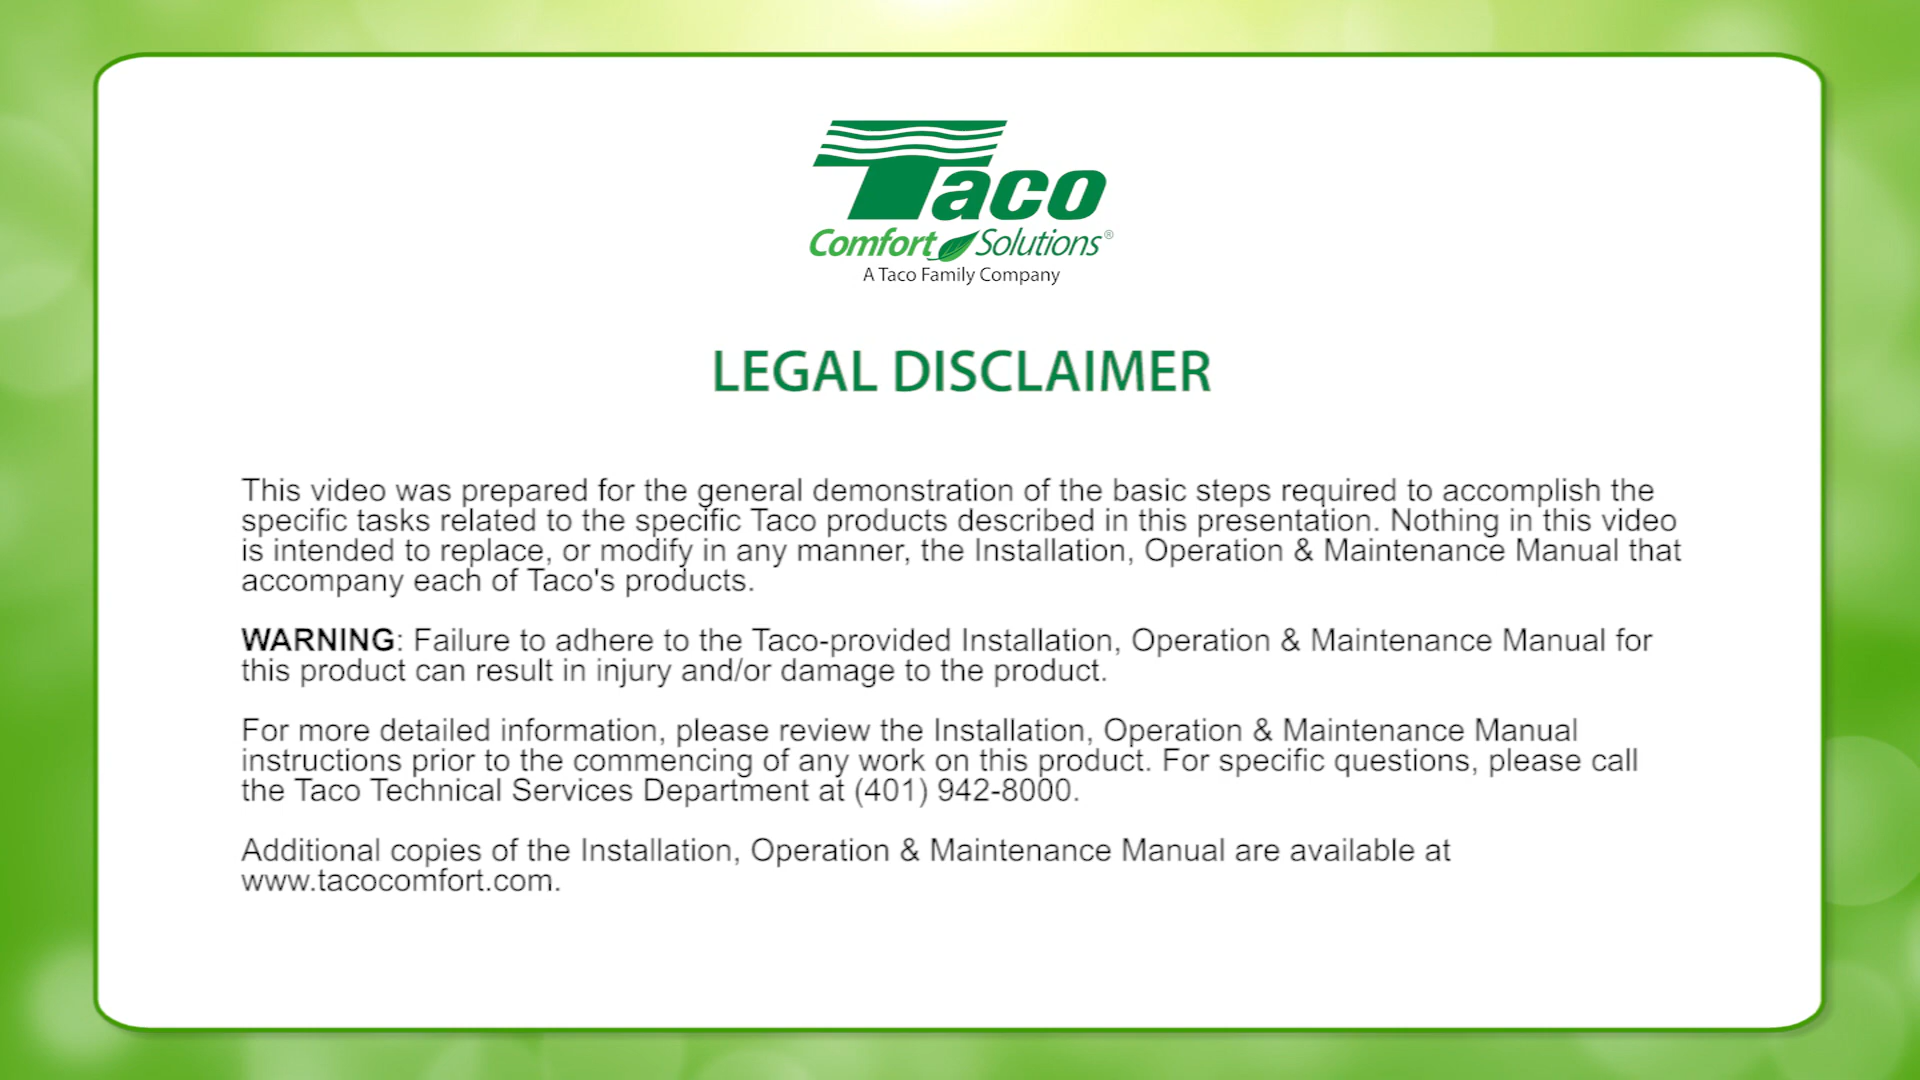 Taco
Comfort Solutions®
A Taco Family Company
LEGAL DISCLAIMER
This video was prepared for the general demonstration of the basic steps required to accomplish the
specific tasks related to the specific Taco products described in this presentation. Nothing in this video
is intended to replace, or modify in any manner, the Installation, Operation & Maintenance Manual that
accompany each of Taco's products.
WARNING: Failure to adhere to the Taco-provided Installation, Operation & Maintenance Manual for
this product can result in injury and/or damage to the product.
For more detailed information, please review the Installation, Operation & Maintenance Manual
instructions prior to the commencing of any work on this product. For specific questions, please call
the Taco Technical Services Department at (401) 942-8000.
Additional copies of the Installation, Operation & Maintenance Manual are available at
www.tacocomfort.com.